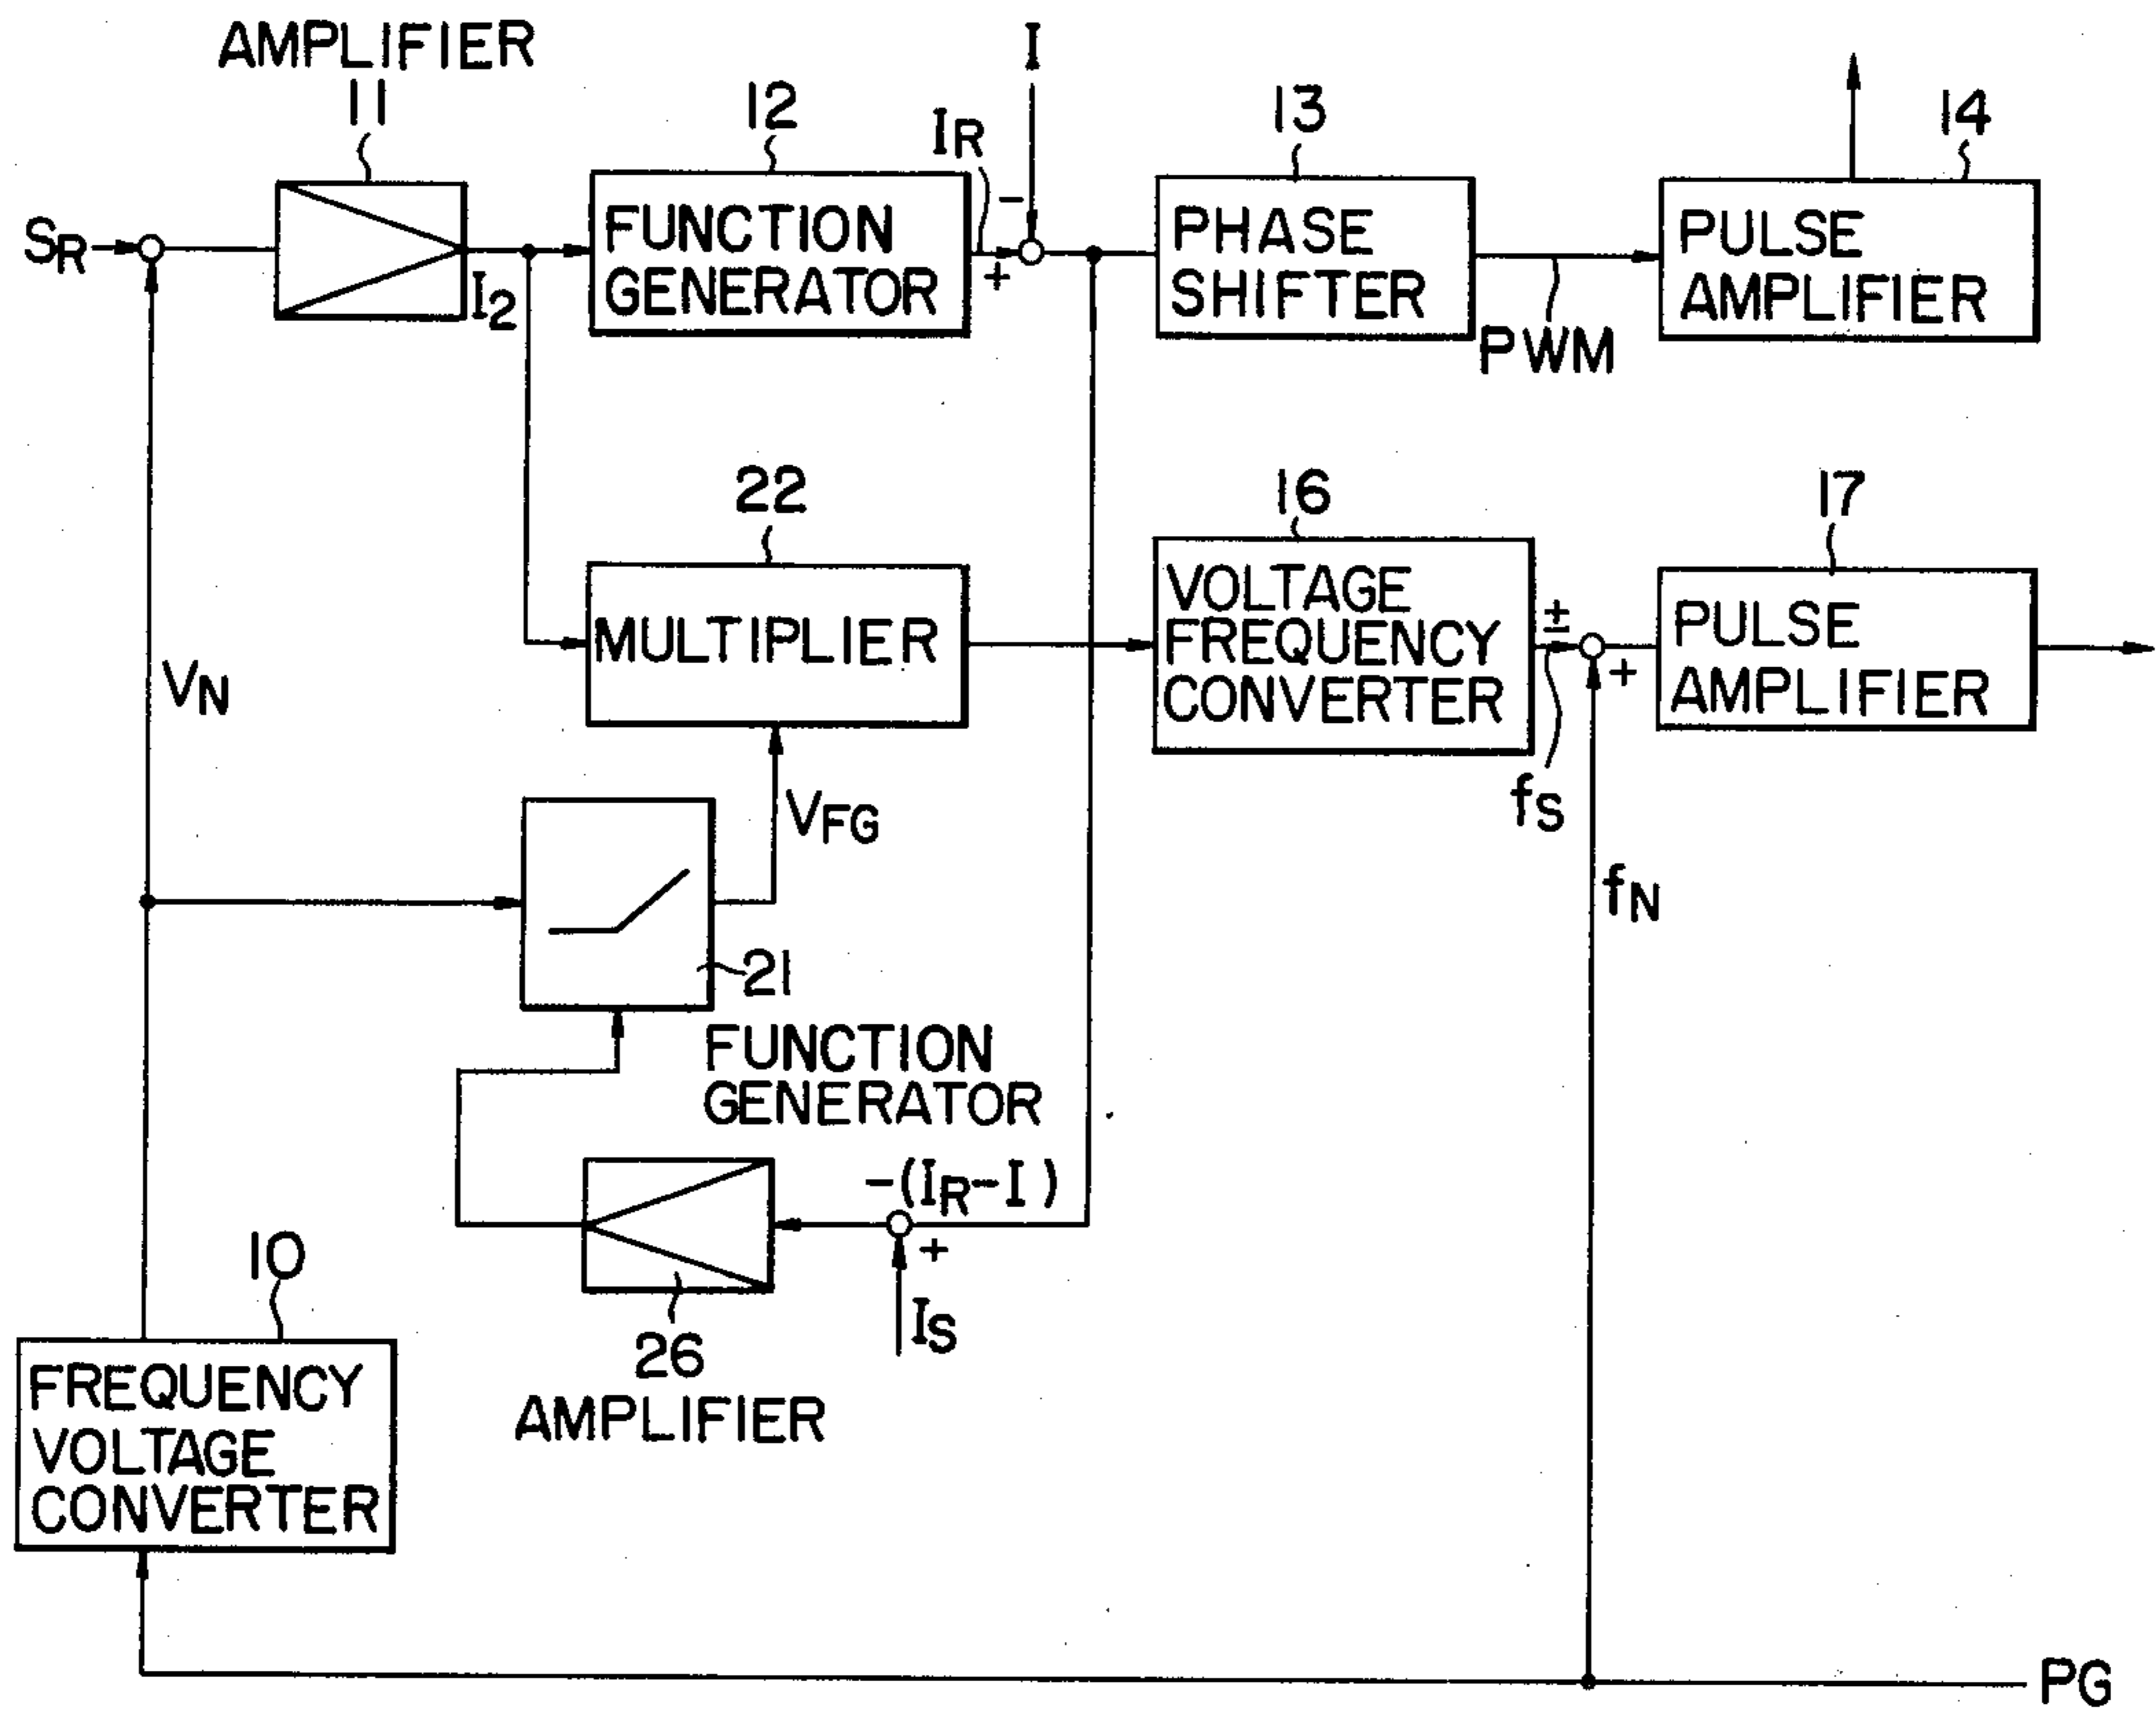 AMPLIFIER
11
12
I
IR
13
14
SR
I2
FUNCTION
GENERATOR
-
+
PHASE
SHIFTER
PWM
PULSE
AMPLIFIER
22
16
17
MULTIPLIER
VOLTAGE
FREQUENCY
CONVERTER
±
+
PULSE
AMPLIFIER
VN
VFG
fS
fN
21
FUNCTION
GENERATOR
-(IR-I)
+
IS
26
AMPLIFIER
10
FREQUENCY
VOLTAGE
CONVERTER
PG